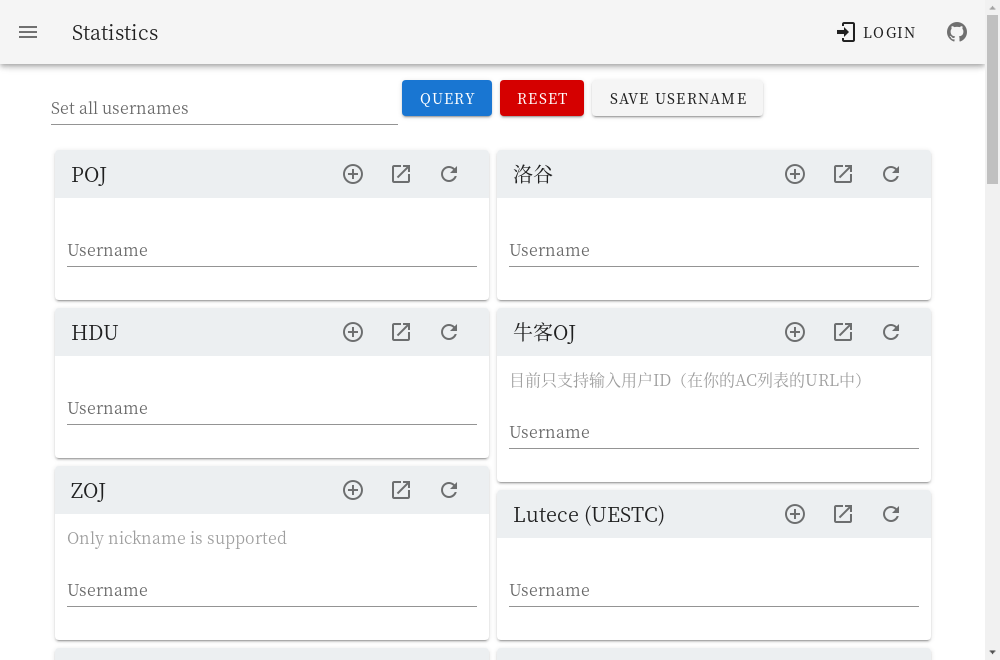 Statistics
LOGIN
Set all usernames
QUERY
RESET
SAVE USERNAME
POJ
Username
洛谷
Username
HDU
Username
牛客OJ
目前只支持输入用户ID（在你的AC列表的URL中）
Username
ZOJ
Only nickname is supported
Username
Lutece (UESTC)
Username